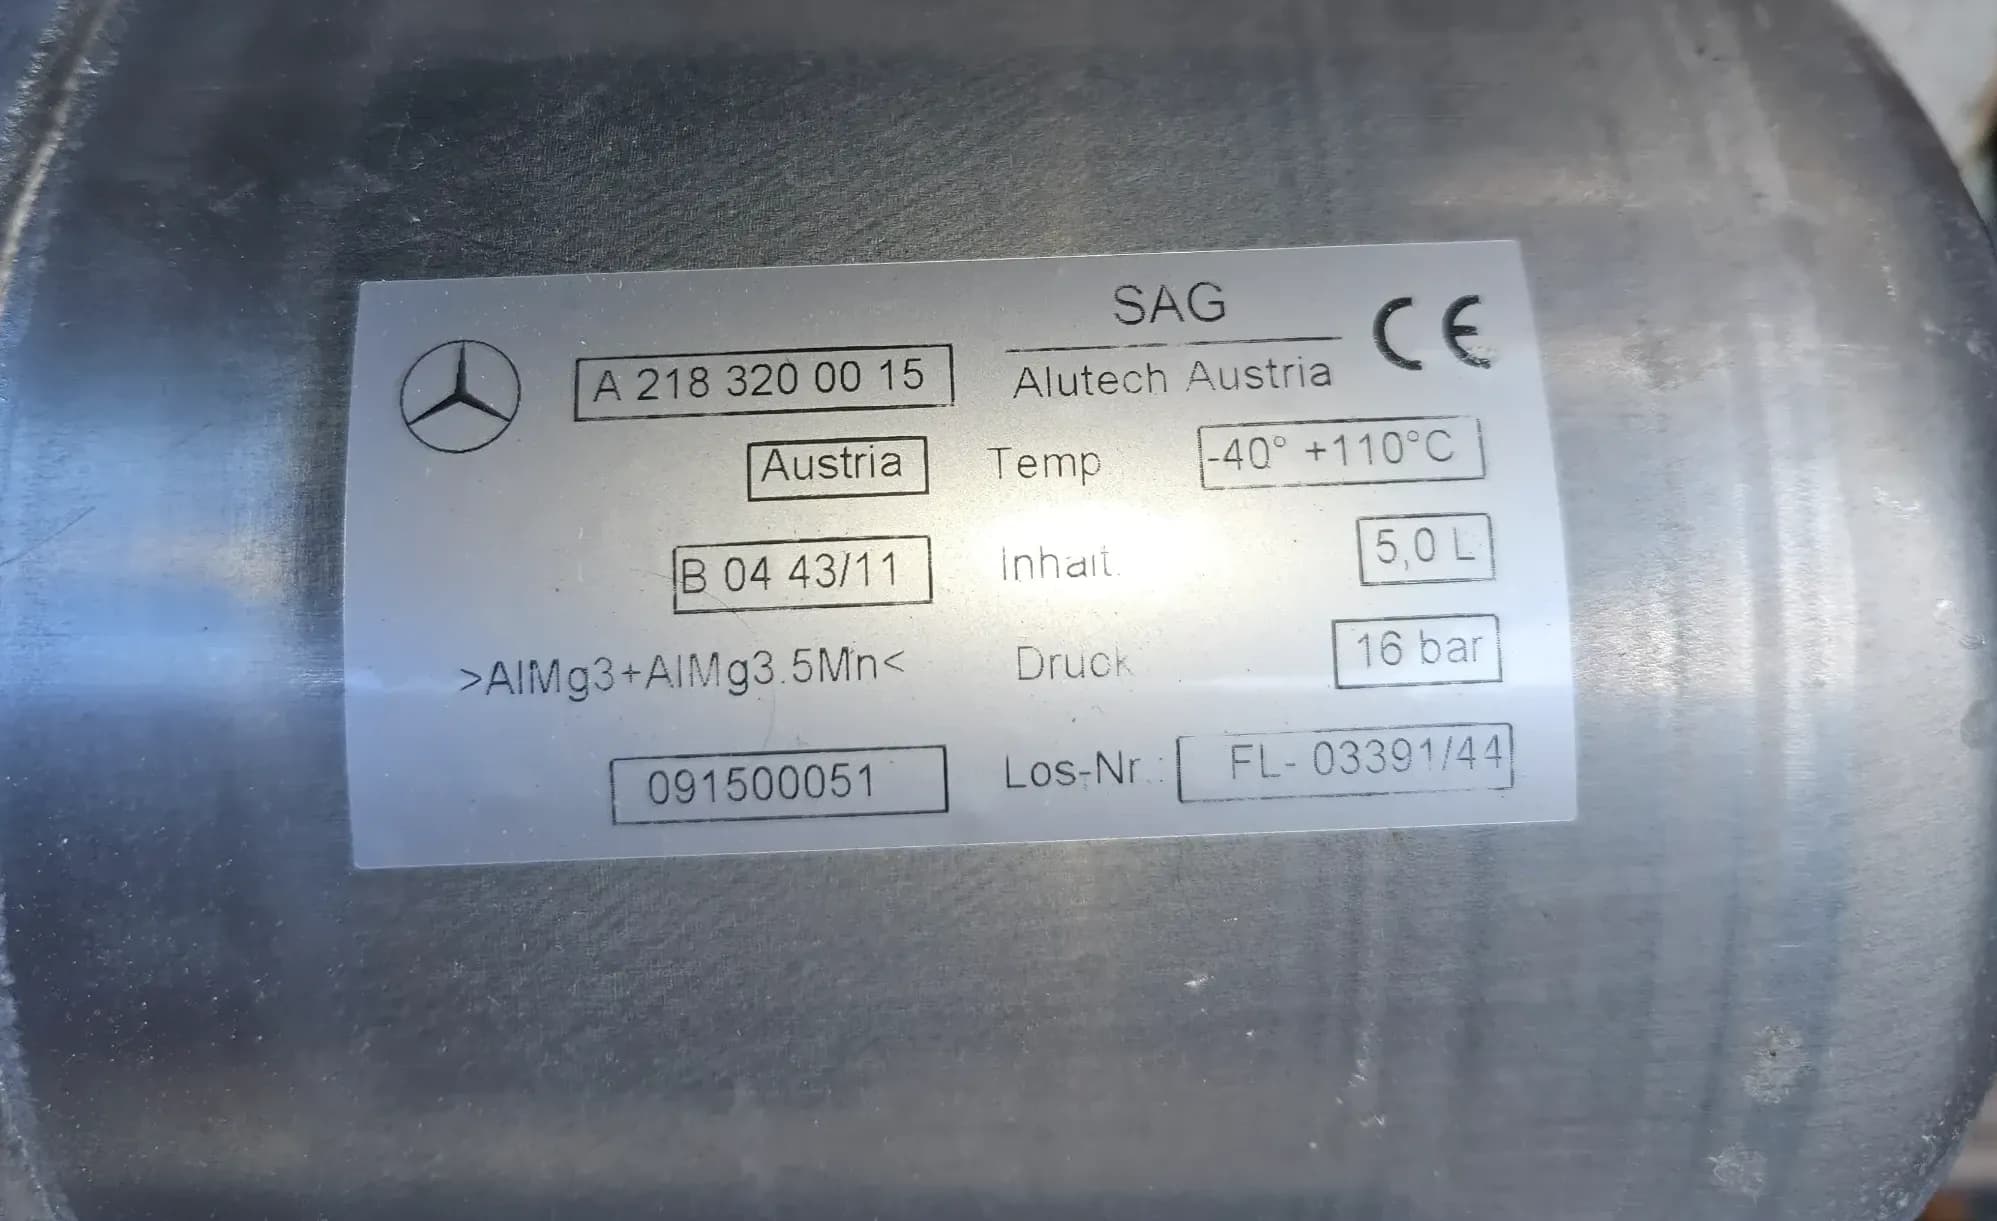 SAG
CE
A 218 320 00 15
Alutech Austria
Austria
Temp -40° +110°C
B 04 43/11
Inhalt. 5,0 L
>AlMg3+AlMg3.5Mn<
Druck 16 bar
091500051
Los-Nr.: FL- 03391/44